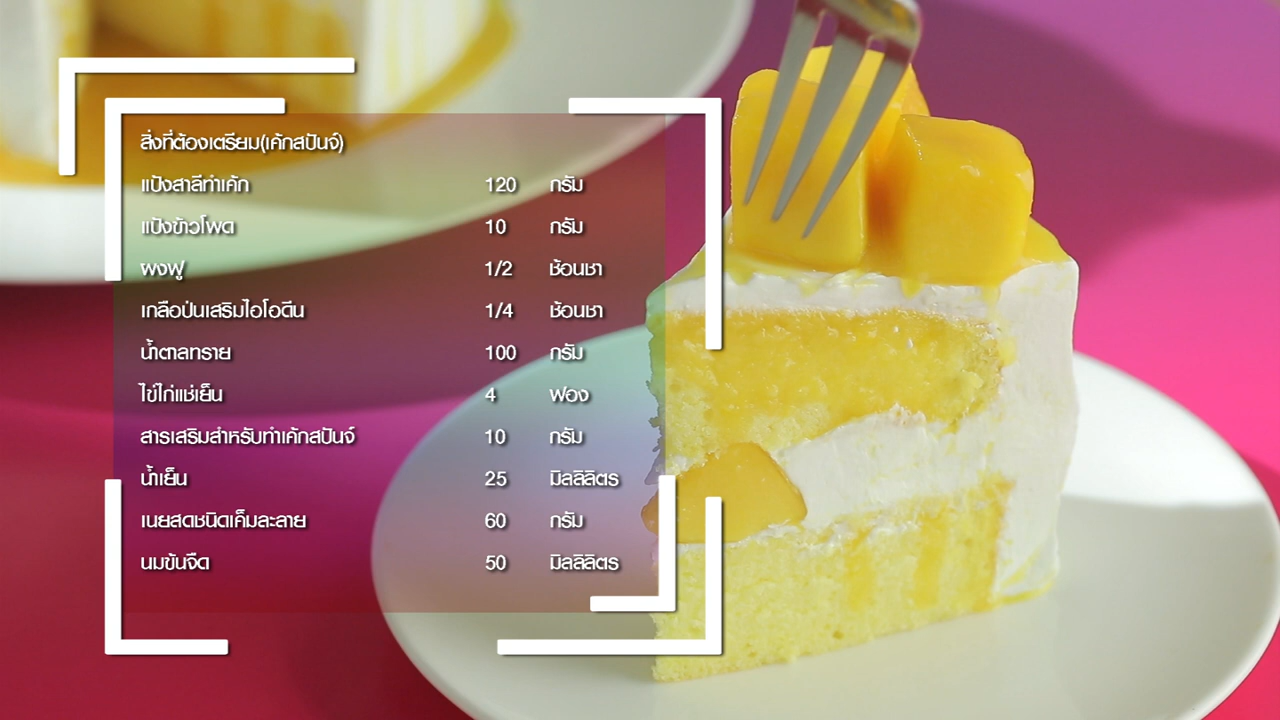 สิ่งที่ต้องเตรียม(เค้กสปันจ์)
แป้งสาลีทำเค้ก 120 กรัม
แป้งข้าวโพด 10 กรัม
ผงฟู 1/2 ช้อนชา
เกลือป่นเสริมไอโอดีน 1/4 ช้อนชา
น้ำตาลทราย 100 กรัม
ไข่ไก่แช่เย็น 4 ฟอง
สารเสริมสำหรับทำเค้กสปันจ์ 10 กรัม
น้ำเย็น 25 มิลลิลิตร
เนยสดชนิดเค็มละลาย 60 กรัม
นมข้นจืด 50 มิลลิลิตร